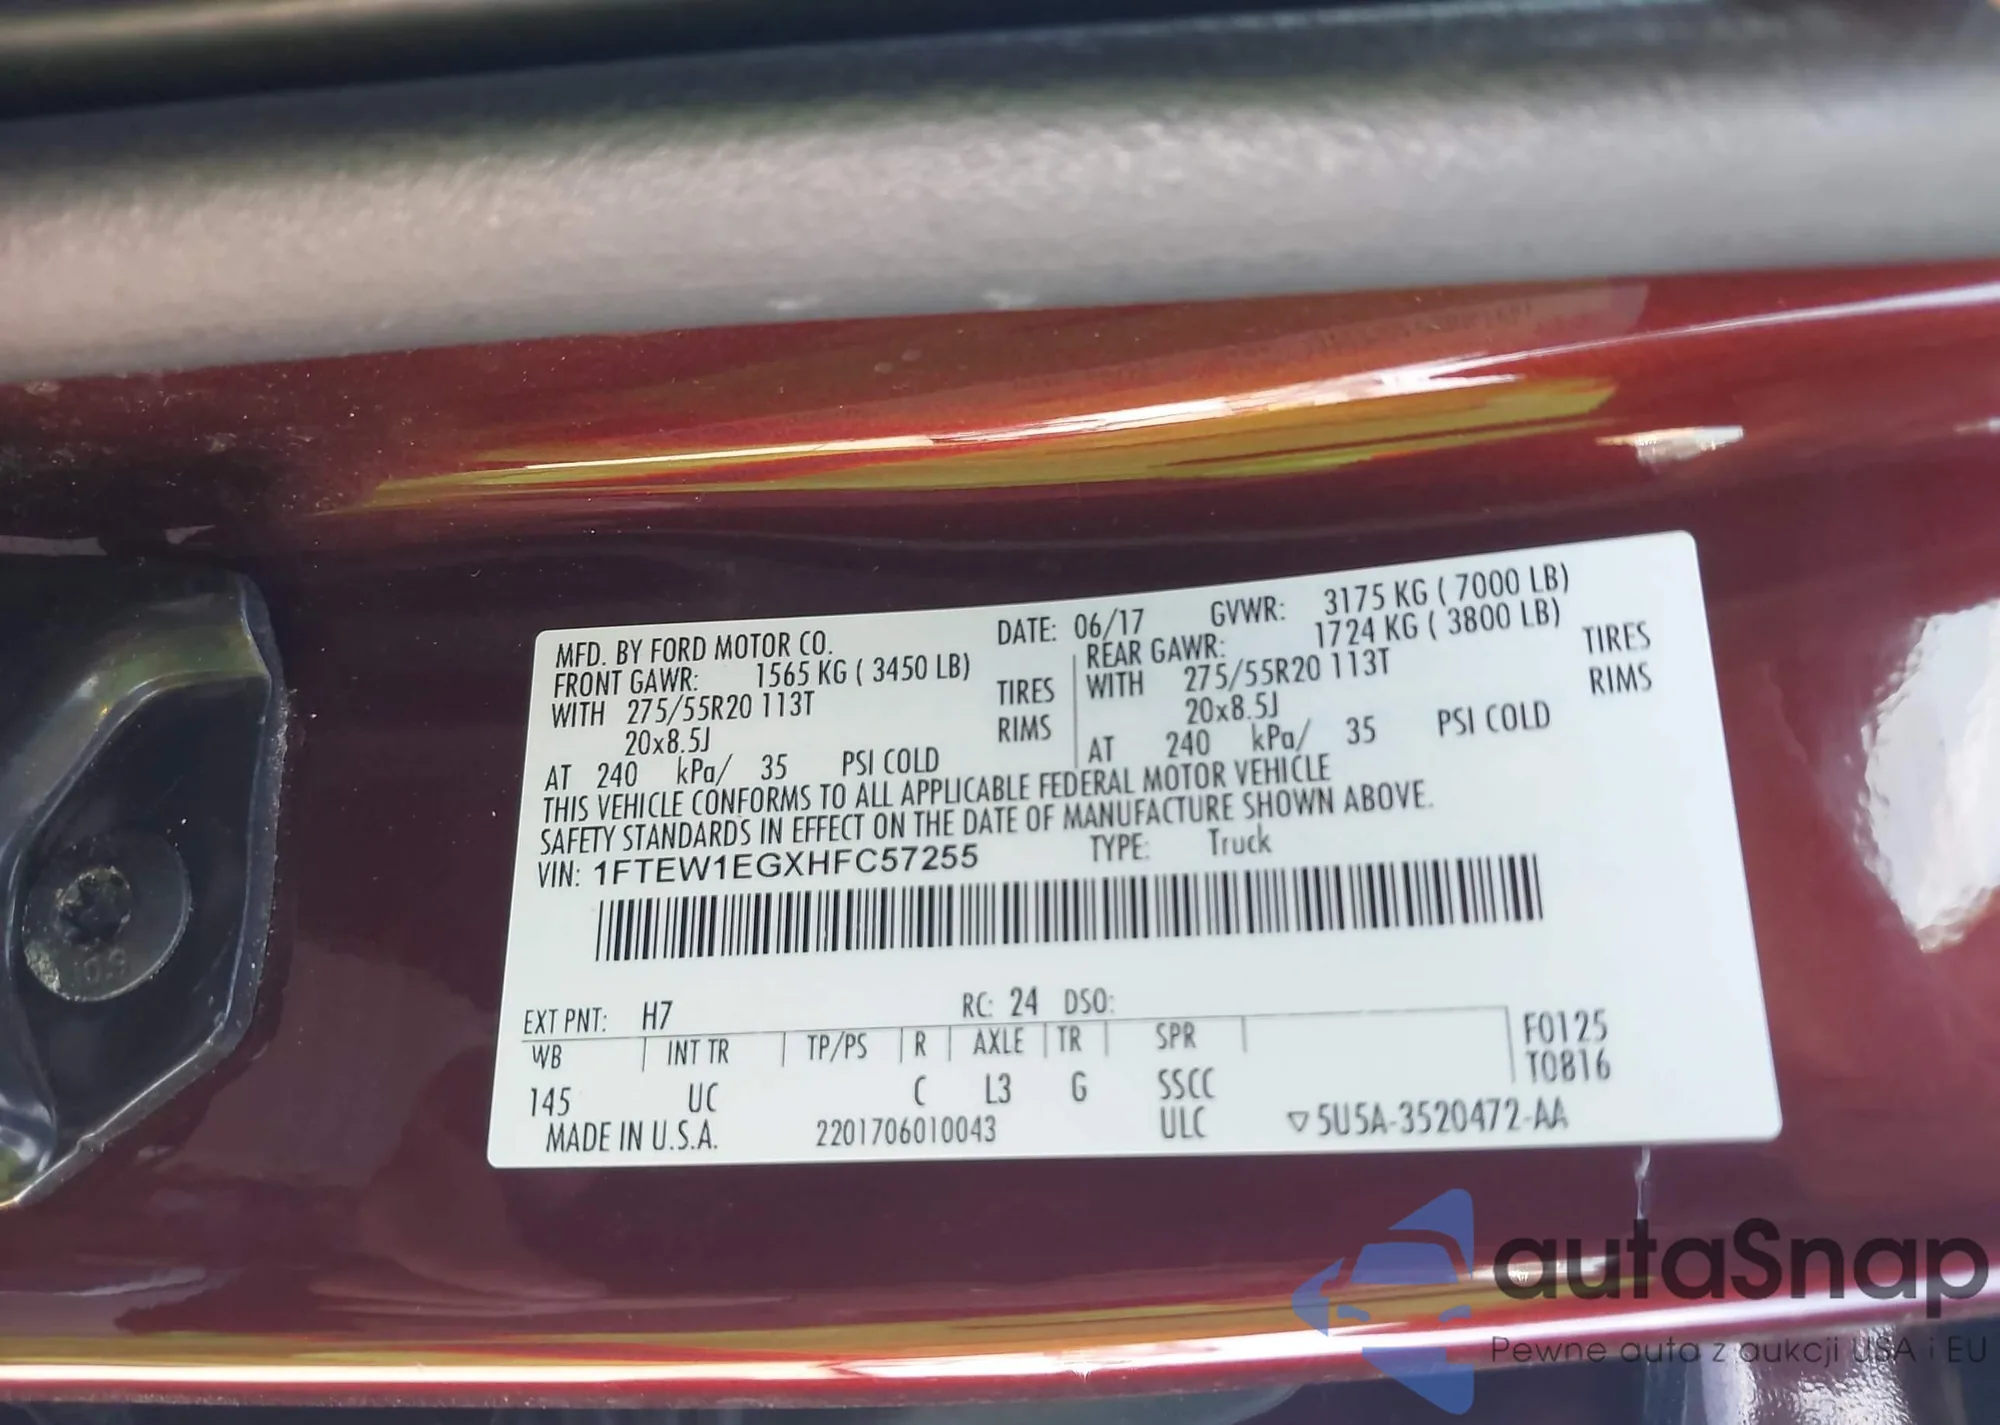 MFD. BY FORD MOTOR CO. DATE: 06/17 GVWR: 3175 KG ( 7000 LB)
FRONT GAWR: 1565 KG ( 3450 LB) REAR GAWR: 1724 KG ( 3800 LB)
WITH 275/55R20 113T TIRES WITH 275/55R20 113T TIRES
20x8.5J RIMS 20x8.5J RIMS
AT 240 kPa/ 35 PSI COLD AT 240 kPa/ 35 PSI COLD
THIS VEHICLE CONFORMS TO ALL APPLICABLE FEDERAL MOTOR VEHICLE
SAFETY STANDARDS IN EFFECT ON THE DATE OF MANUFACTURE SHOWN ABOVE.
VIN: 1FTEW1EGXHFC57255 TYPE: Truck
EXT PNT: H7 RC: 24 DSO:
WB INT TR TP/PS R AXLE TR SPR F0125
T0816
145 UC C L3 G SSCC
MADE IN U.S.A. 2201706010043 ULC ▽5U5A-3520472-AA
10.9
autaSnap
Pewne auta z aukcji USA i EU